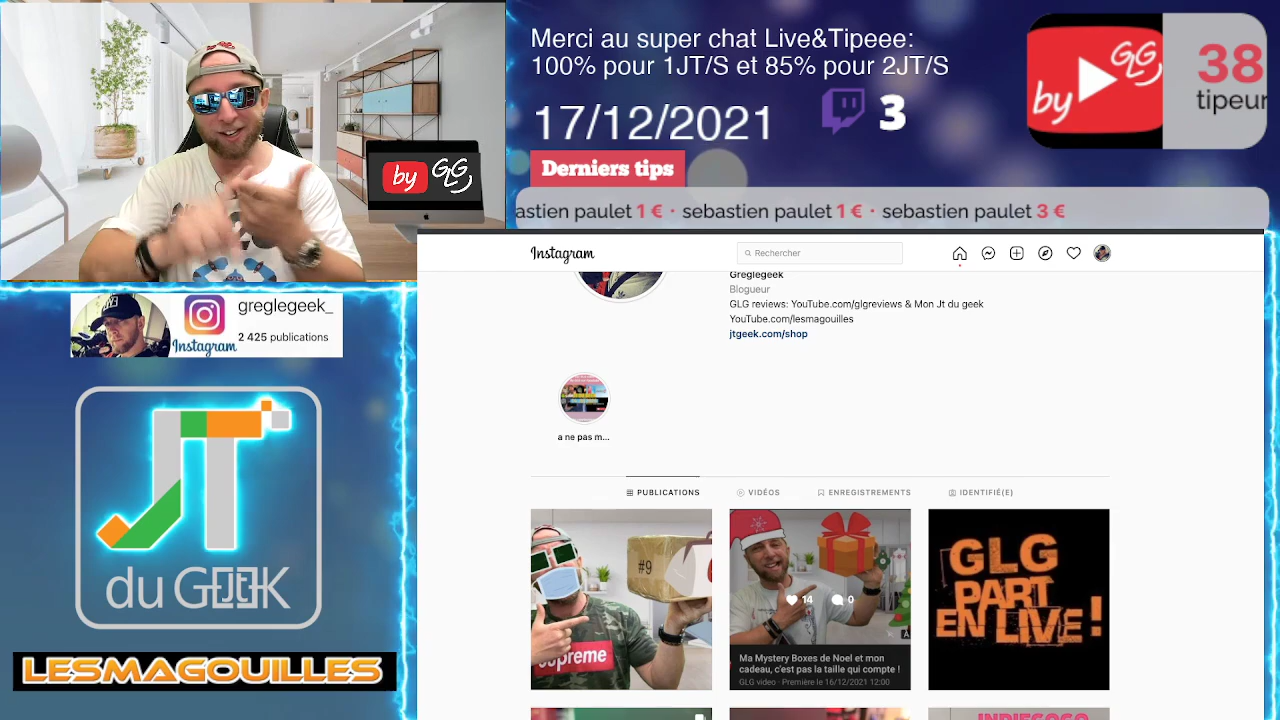 Merci au super chat Live&Tipeee:
100% pour 1JT/S et 85% pour 2JT/S
17/12/2021
3
by GLG
38
tipeur
Derniers tips
astien paulet 1 € · sebastien paulet 1 € · sebastien paulet 3 €
by GLG
Instagram
Rechercher
Greglegeek
Blogueur
GLG reviews: YouTube.com/glgreviews & Mon Jt du geek
YouTube.com/lesmagouilles
jtgeek.com/shop
a ne pas m...
PUBLICATIONS
VIDÉOS
ENREGISTREMENTS
IDENTIFIÉ(E)
#9
Supreme
14
0
Ma Mystery Boxes de Noel et mon
cadeau, c'est pas la taille qui compte !
GLG video · Première le 16/12/2021 12:00
GLG
PART
EN LIVE !
INDIEGOGO
greglegeek_
Instagram
2 425 publications
JT
du GEEK
LESMAGOUILLES